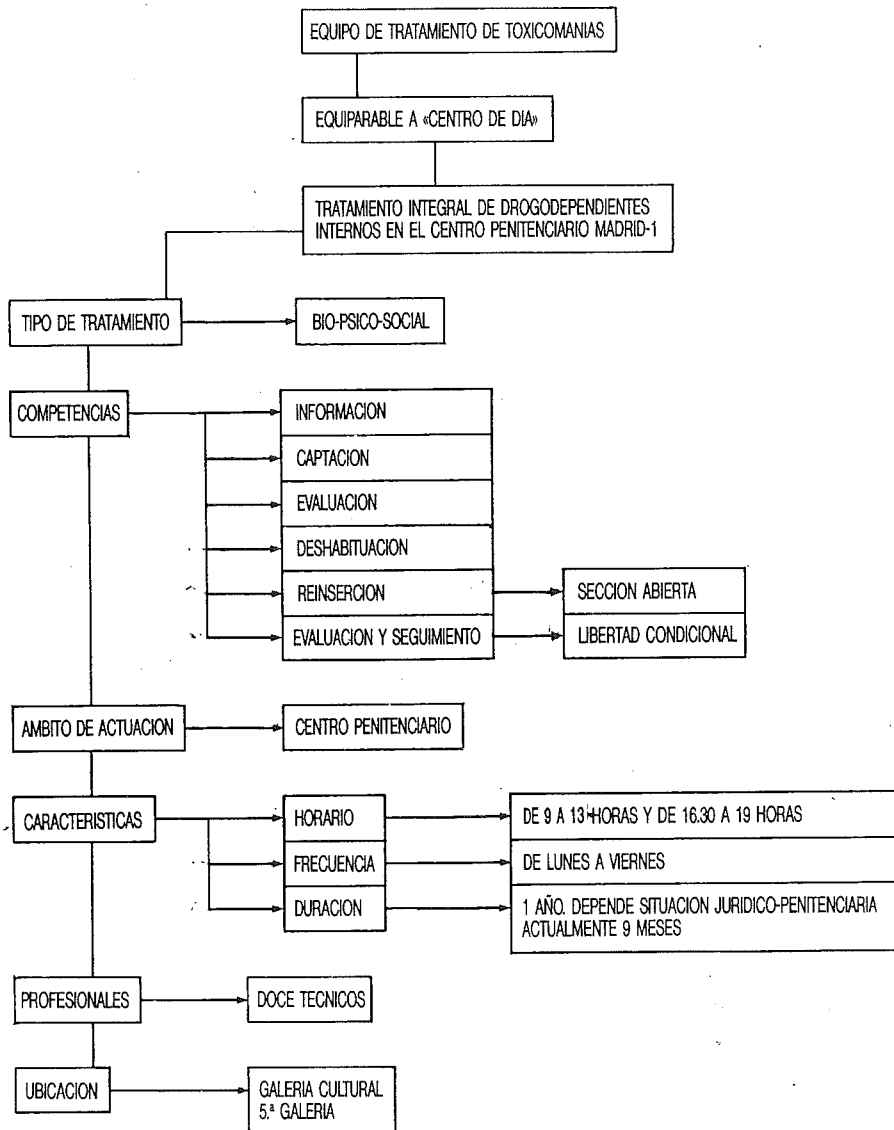 EQUIPO DE TRATAMIENTO DE TOXICOMANIAS
EQUIPARABLE A «CENTRO DE DIA»
TRATAMIENTO INTEGRAL DE DROGODEPENDIENTES
INTERNOS EN EL CENTRO PENITENCIARIO MADRID-1
TIPO DE TRATAMIENTO
BIO-PSICO-SOCIAL
COMPETENCIAS
INFORMACION
CAPTACION
EVALUACION
DESHABITUACION
REINSERCION
SECCION ABIERTA
EVALUACION Y SEGUIMIENTO
LIBERTAD CONDICIONAL
AMBITO DE ACTUACION
CENTRO PENITENCIARIO
CARACTERISTICAS
HORARIO
DE 9 A 13 HORAS Y DE 16.30 A 19 HORAS
FRECUENCIA
DE LUNES A VIERNES
DURACION
1 AÑO. DEPENDE SITUACION JURIDICO-PENITENCIARIA
ACTUALMENTE 9 MESES
PROFESIONALES
DOCE TECNICOS
UBICACION
GALERIA CULTURAL
5.ª GALERIA